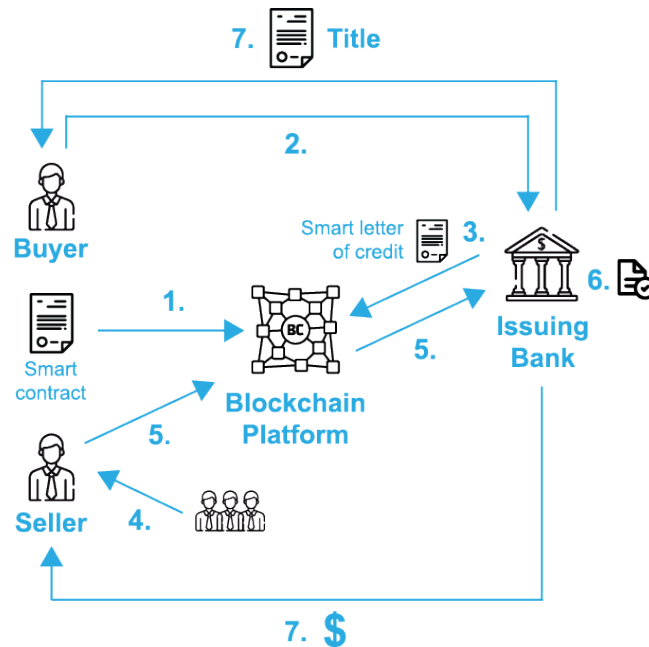 7. Title
2.
Buyer
Smart letter
of credit
3.
$
6.
1.
BC
5.
Issuing
Bank
Smart
contract
Blockchain
Platform
5.
Seller
4.
7. $